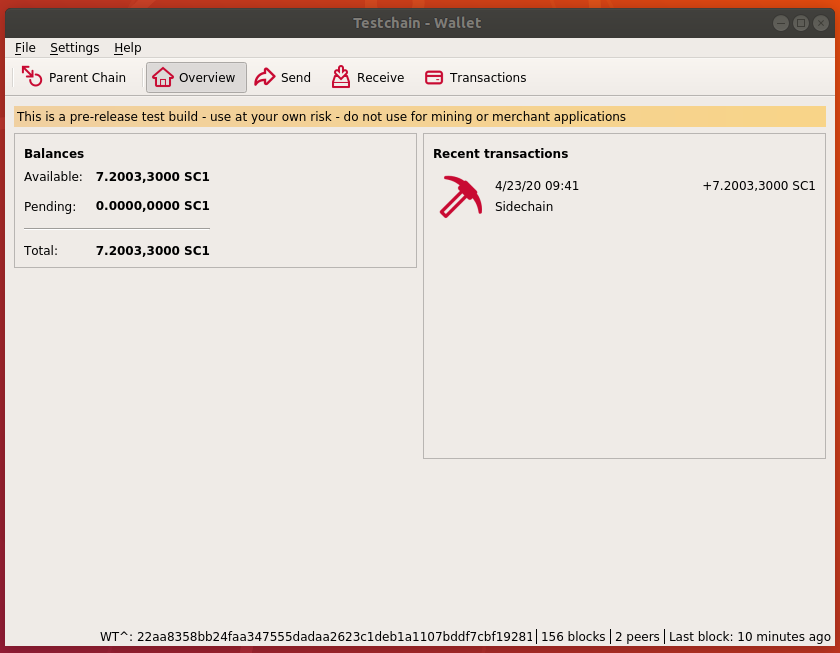 Testchain - Wallet
File Settings Help
Parent Chain Overview Send Receive Transactions
This is a pre-release test build - use at your own risk - do not use for mining or merchant applications
Balances
Available: 7.2003,3000 SC1
Pending: 0.0000,0000 SC1
Total: 7.2003,3000 SC1
Recent transactions
4/23/20 09:41 +7.2003,3000 SC1
Sidechain
WT^: 22aa8358bb24faa347555dadaa2623c1deb1a1107bddf7cbf19281 156 blocks 2 peers Last block: 10 minutes ago